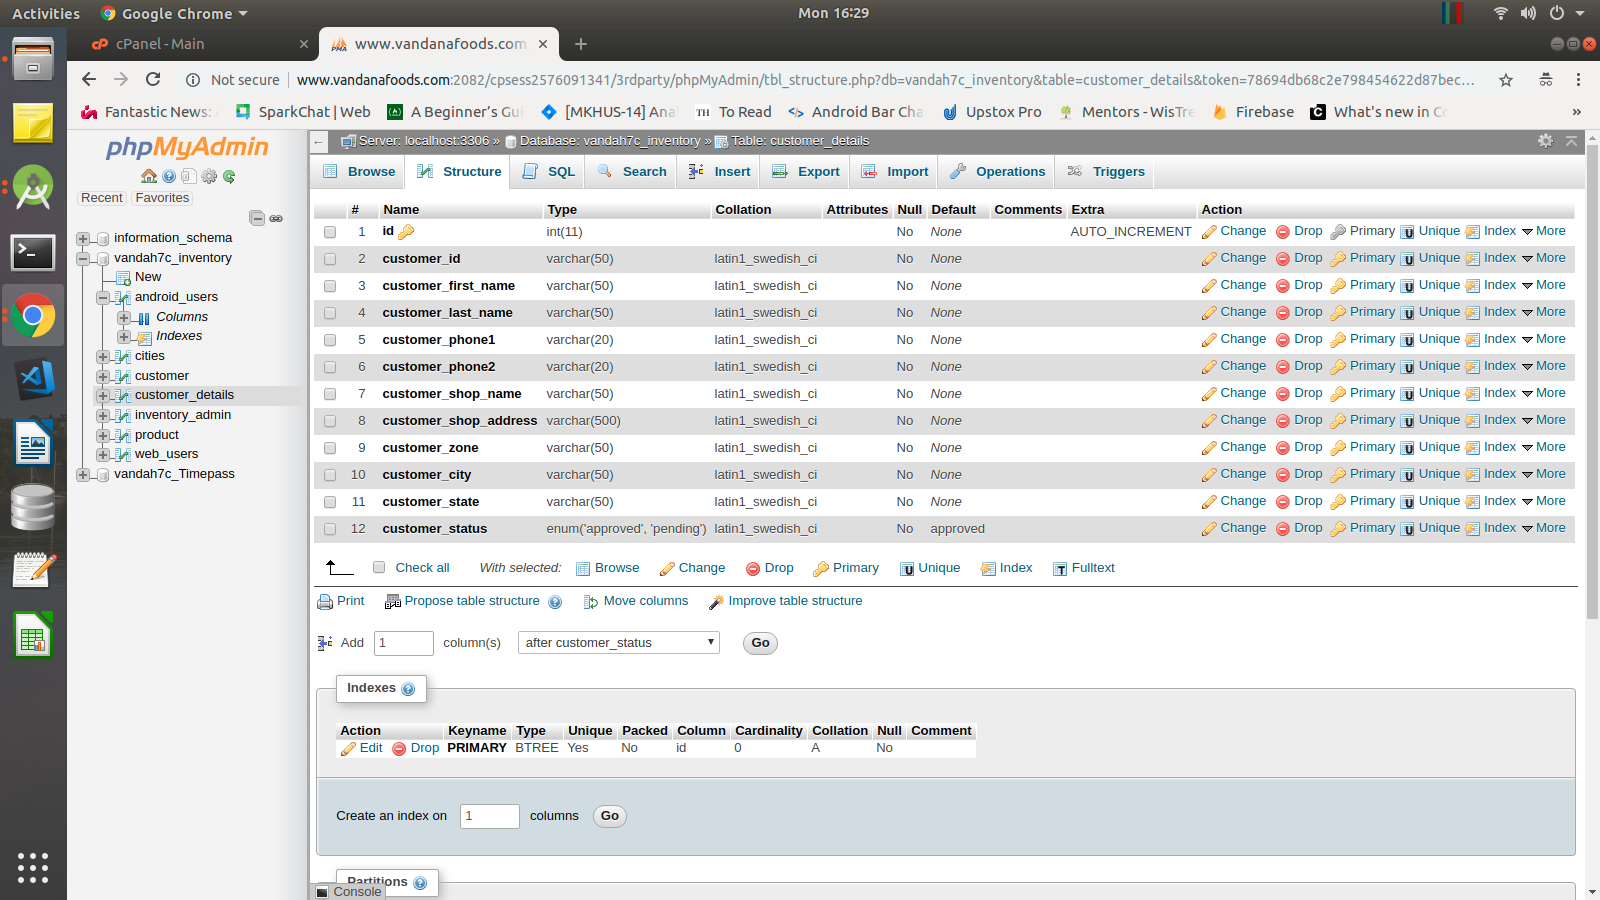 Activities Google Chrome Mon 16:29
cPanel - Main www.vandanafoods.com
Not secure www.vandanafoods.com:2082/cpsess2576091341/3rdparty/phpMyAdmin/tbl_structure.php?db=vandah7c_inventory&table=customer_details&token=78694db68c2e798454622d87bec...
Fantastic News: SparkChat | Web A Beginner's Gui [MKHUS-14] Ana TH To Read Android Bar Cha Upstox Pro Mentors - WisTre Firebase What's new in Co »
phpMyAdmin
Recent Favorites
information_schema
vandah7c_inventory
New
android_users
Columns
Indexes
cities
customer
customer_details
inventory_admin
product
web_users
vandah7c_Timepass
Server: localhost:3306 » Database: vandah7c_inventory » Table: customer_details
Browse Structure SQL Search Insert Export Import Operations Triggers
# Name Type Collation Attributes Null Default Comments Extra Action
1 id int(11) No None AUTO_INCREMENT Change Drop Primary Unique Index More
2 customer_id varchar(50) latin1_swedish_ci No None Change Drop Primary Unique Index More
3 customer_first_name varchar(50) latin1_swedish_ci No None Change Drop Primary Unique Index More
4 customer_last_name varchar(50) latin1_swedish_ci No None Change Drop Primary Unique Index More
5 customer_phone1 varchar(20) latin1_swedish_ci No None Change Drop Primary Unique Index More
6 customer_phone2 varchar(20) latin1_swedish_ci No None Change Drop Primary Unique Index More
7 customer_shop_name varchar(50) latin1_swedish_ci No None Change Drop Primary Unique Index More
8 customer_shop_address varchar(500) latin1_swedish_ci No None Change Drop Primary Unique Index More
9 customer_zone varchar(50) latin1_swedish_ci No None Change Drop Primary Unique Index More
10 customer_city varchar(50) latin1_swedish_ci No None Change Drop Primary Unique Index More
11 customer_state varchar(50) latin1_swedish_ci No None Change Drop Primary Unique Index More
12 customer_status enum('approved', 'pending') latin1_swedish_ci No approved Change Drop Primary Unique Index More
Check all With selected: Browse Change Drop Primary Unique Index Fulltext
Print Propose table structure Move columns Improve table structure
Add 1 column(s) after customer_status Go
Indexes
Action Keyname Type Unique Packed Column Cardinality Collation Null Comment
Edit Drop PRIMARY BTREE Yes No id 0 A No
Create an index on 1 columns Go
Partitions
Console